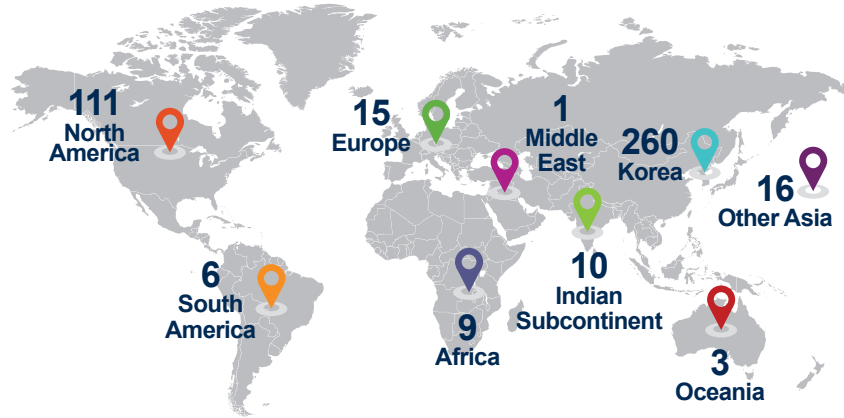 111
North
America
15
Europe
1
Middle
East
260
Korea
16
Other Asia
6
South
America
9
Africa
10
Indian
Subcontinent
3
Oceania